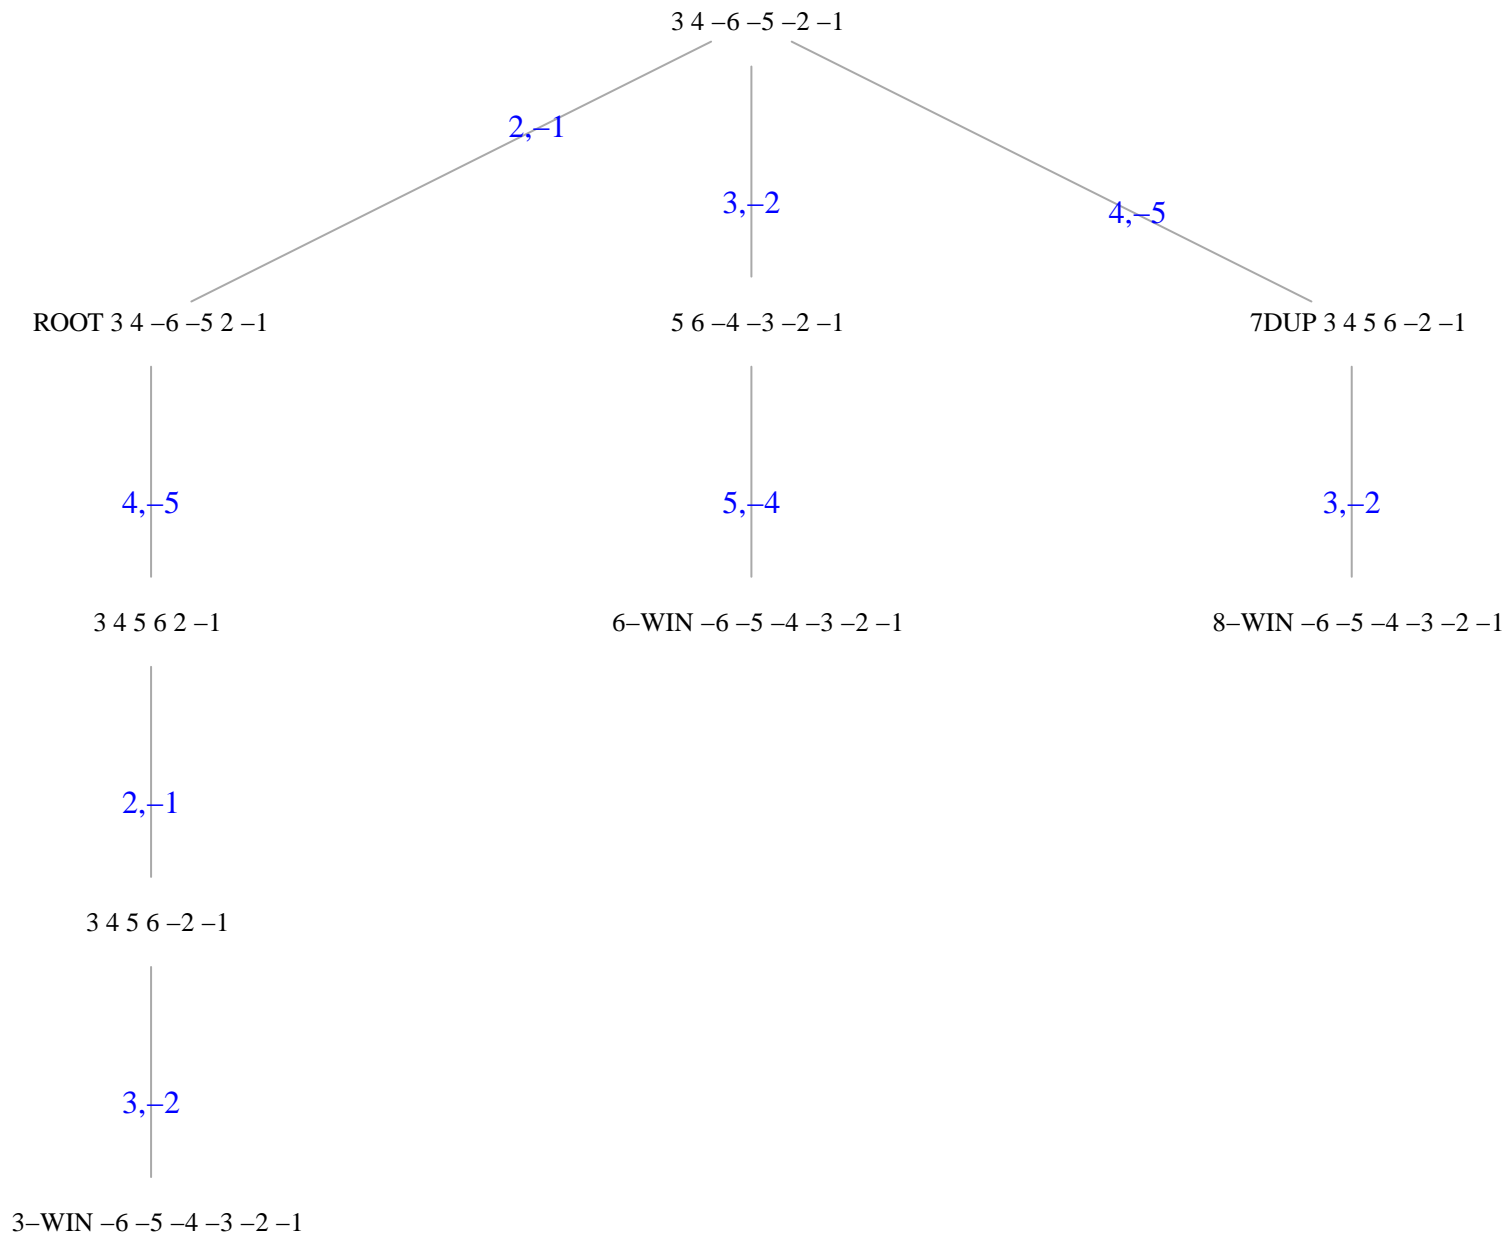 3 4 –6 –5 –2 –1
2,–1
3,–2
4,–5
ROOT 3 4 –6 –5 2 –1
5 6 –4 –3 –2 –1
7DUP 3 4 5 6 –2 –1
4,–5
5,–4
3,–2
3 4 5 6 2 –1
6–WIN –6 –5 –4 –3 –2 –1
8–WIN –6 –5 –4 –3 –2 –1
2,–1
3 4 5 6 –2 –1
3,–2
3–WIN –6 –5 –4 –3 –2 –1